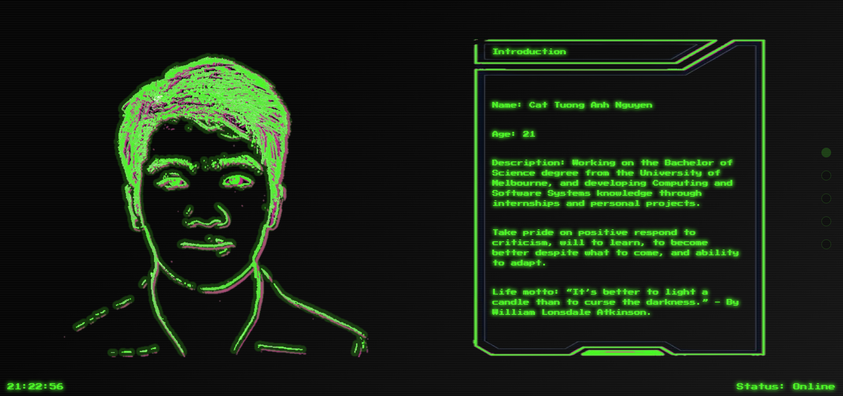 Introduction
Name: Cat Tuong Anh Nguyen
Age: 21
Description: Working on the Bachelor of
Science degree from the University of
Melbourne, and developing Computing and
Software Systems knowledge through
internships and personal projects.
Take pride on positive respond to
criticism, will to learn, to become
better despite what to come, and ability
to adapt.
Life motto: “It's better to light a
candle than to curse the darkness.” - By
William Lonsdale Atkinson.
21:22:56
Status: Online